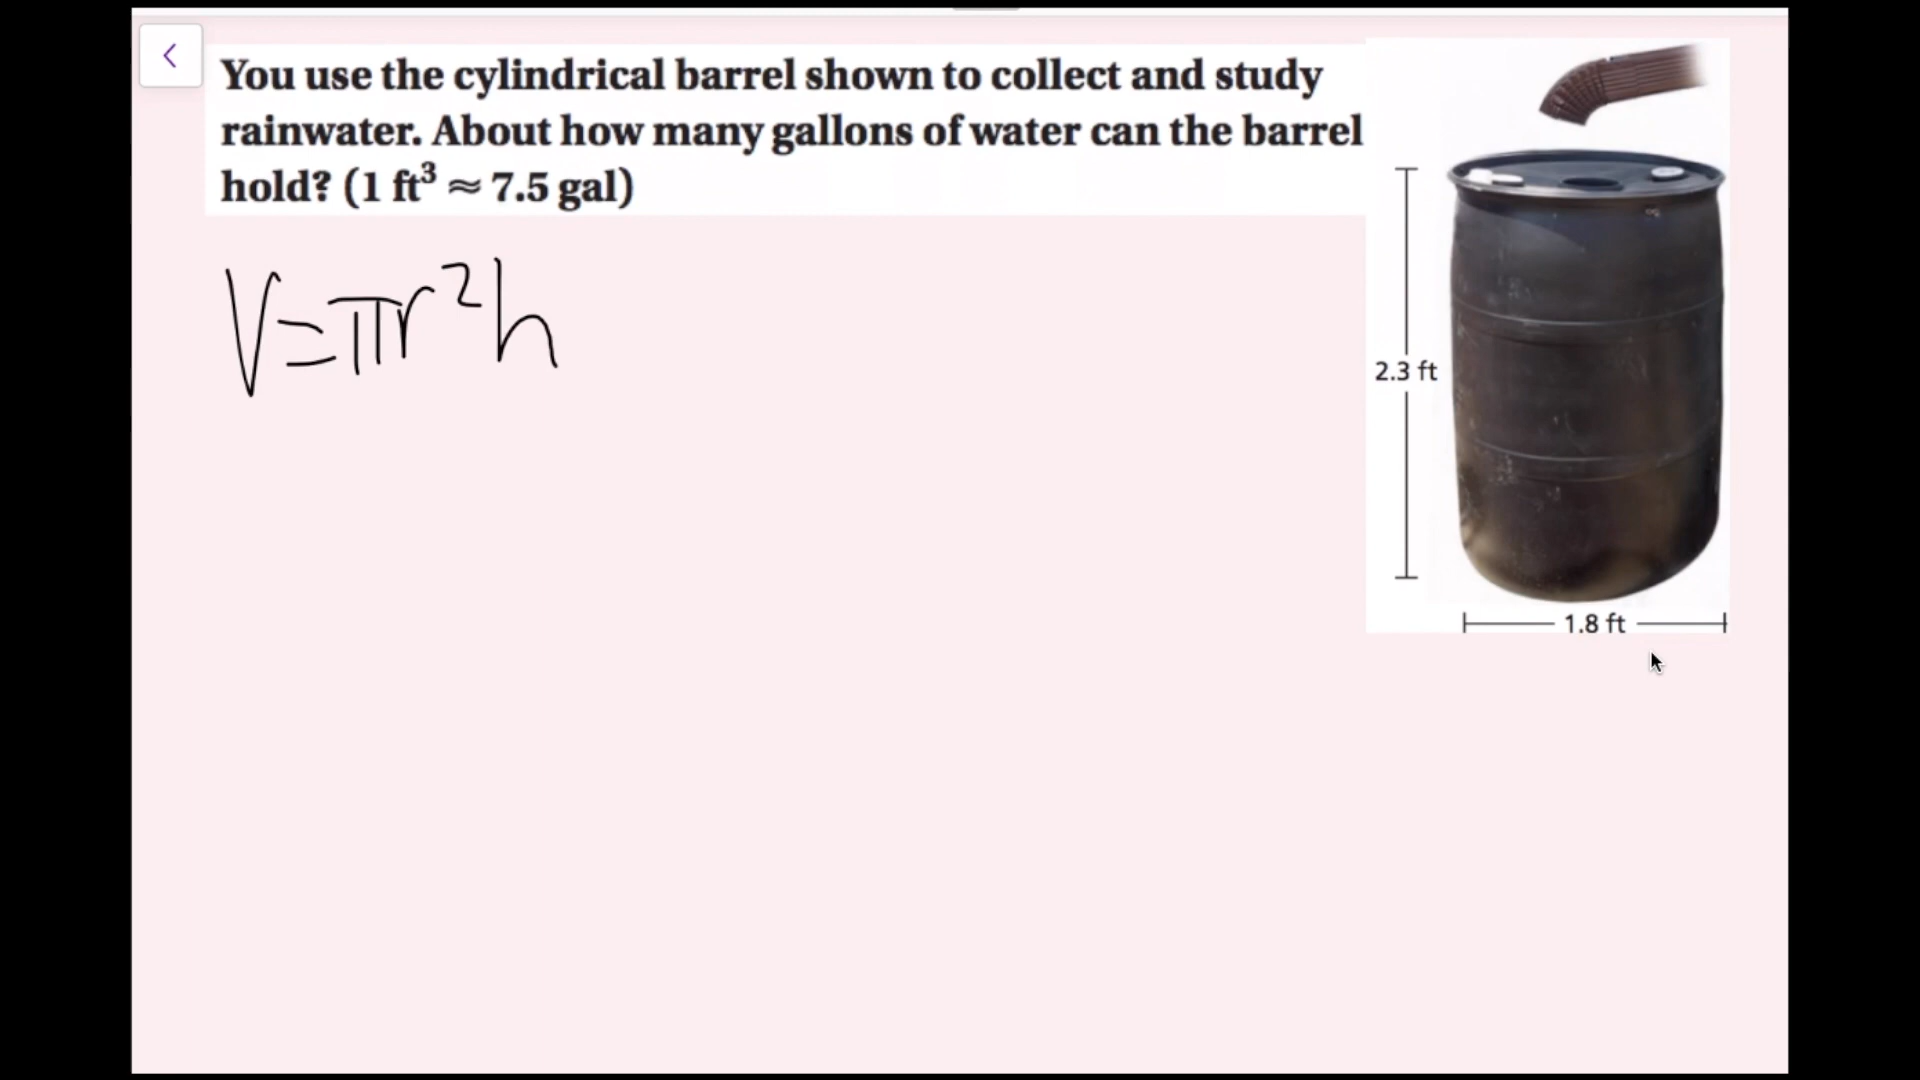 You use the cylindrical barrel shown to collect and study
rainwater. About how many gallons of water can the barrel
hold? (1 ft³ ≈ 7.5 gal)
V=πr²h
2.3 ft
1.8 ft